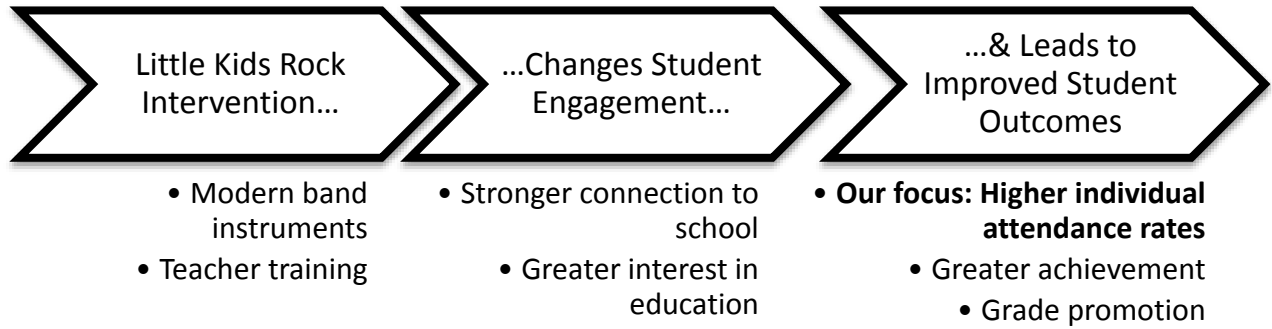 Little Kids Rock
Intervention...
• Modern band
instruments
• Teacher training
...Changes Student
Engagement...
• Stronger connection to
school
• Greater interest in
education
...& Leads to
Improved Student
Outcomes
• Our focus: Higher individual
attendance rates
• Greater achievement
• Grade promotion